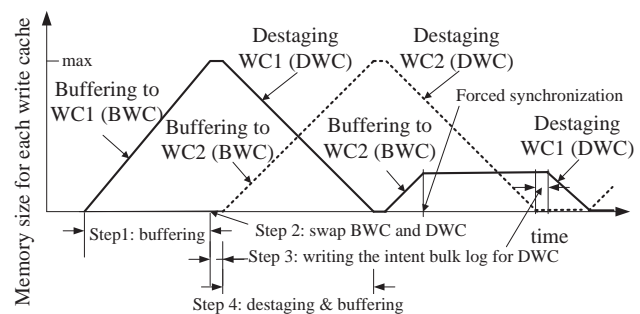 Memory size for each write cache
max
Destaging
WC1 (DWC)
Destaging
WC2 (DWC)
Buffering to
WC1 (BWC)
Forced synchronization
Buffering to
WC2 (BWC)
Buffering to
WC2 (BWC)
Destaging
WC1 (DWC)
Step1: buffering
Step 2: swap BWC and DWC
time
Step 3: writing the intent bulk log for DWC
Step 4: destaging & buffering